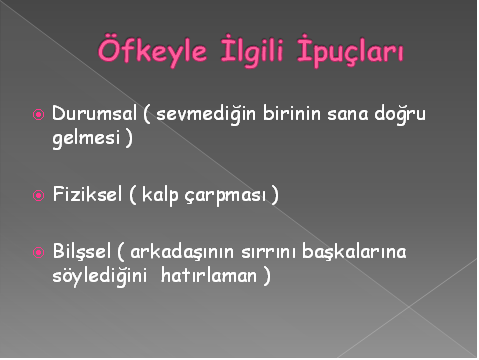 Öfkeyle İlgili İpuçları
Durumsal ( sevmediğin birinin sana doğru
gelmesi )
Fiziksel ( kalp çarpması )
Bilşsel ( arkadaşının sırrını başkalarına
söylediğini hatırlaman )